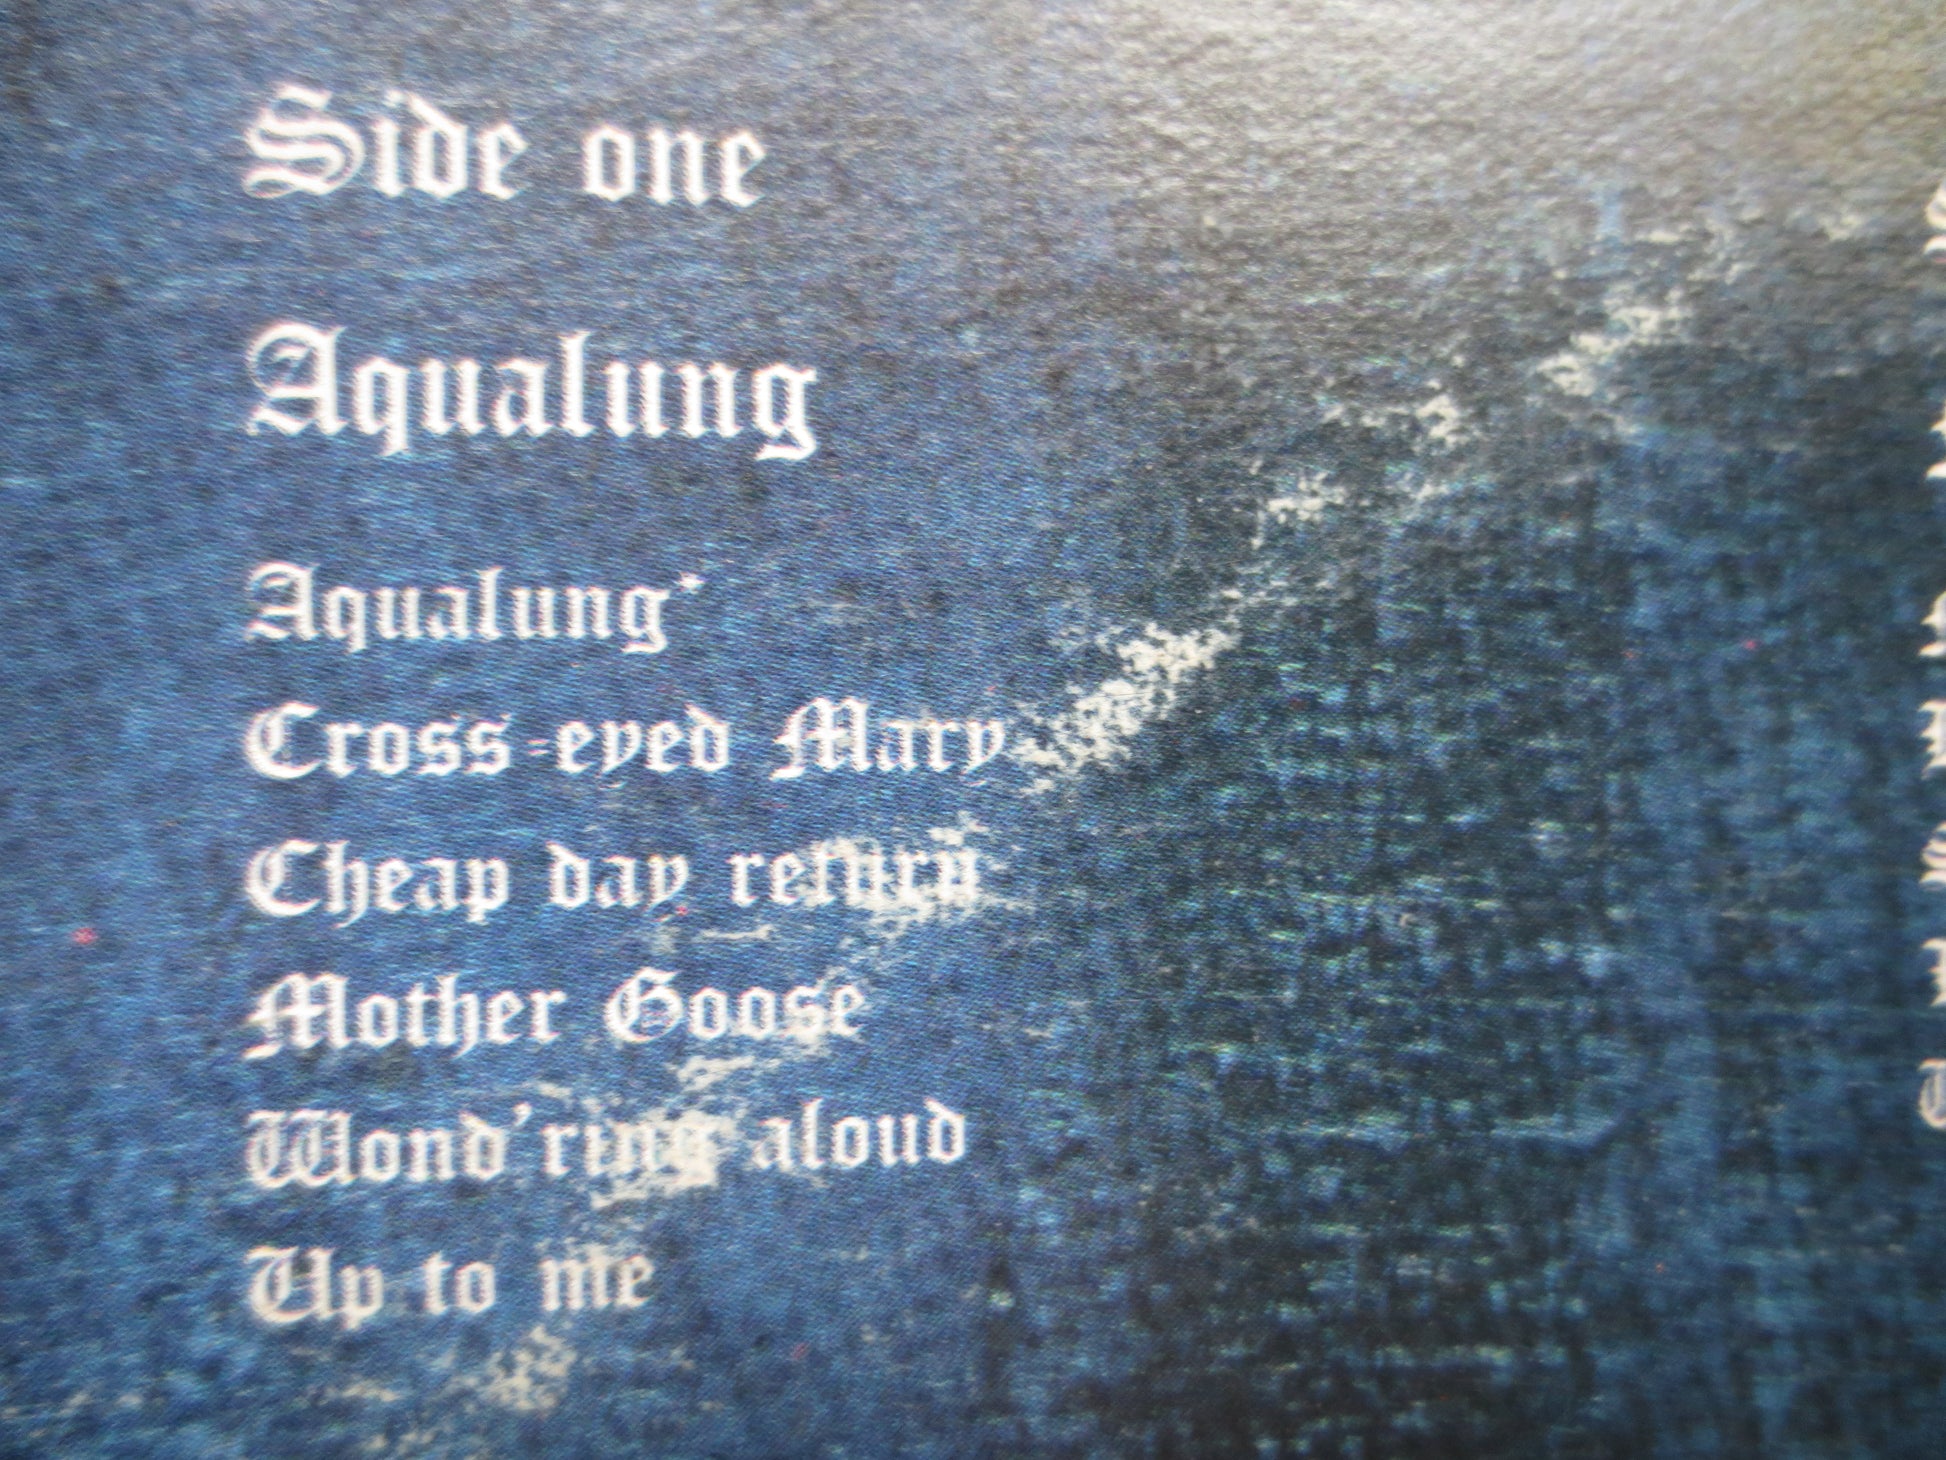 Side one
Aqualung
Aqualung*
Cross-eyed Mary
Cheap day return
Mother Goose
Wond'ring aloud
Up to me